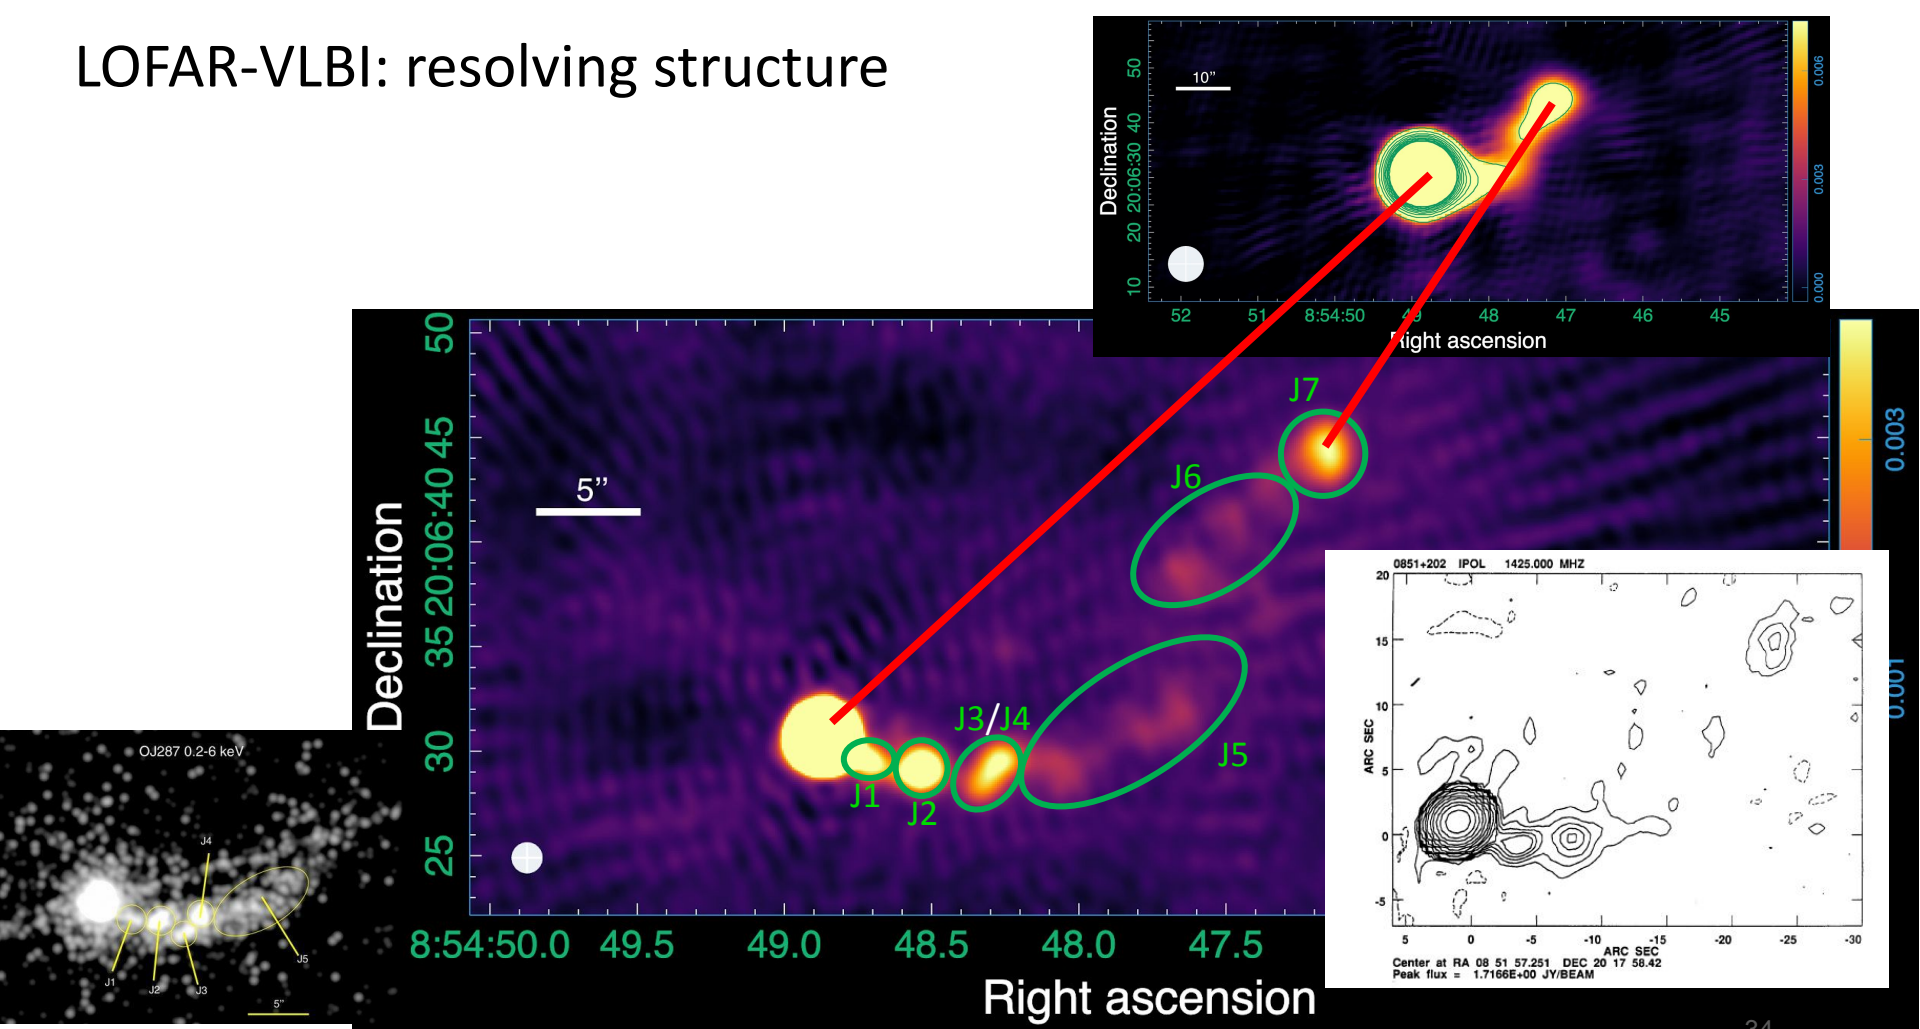 LOFAR-VLBI: resolving structure
10”
Declination
50
40
20:06:30
20
10
52
51
8:54:50
49
48
47
46
45
Right ascension
0.006
0.003
0.000
Declination
50
45
20:06:40
35
30
25
5”
J7
J6
J3/J4
J5
J1
J2
8:54:50.0
49.5
49.0
48.5
48.0
47.5
Right ascension
0.003
0.001
OJ287 0.2-6 keV
J4
J5
J1
J2
J3
5”
0851+202 IPOL 1425.000 MHZ
20
15
10
5
0
-5
ARC SEC
5
0
-5
-10
-15
-20
-25
-30
ARC SEC
Center at RA 08 51 57.251 DEC 20 17 58.42
Peak flux = 1.7166E+00 JY/BEAM